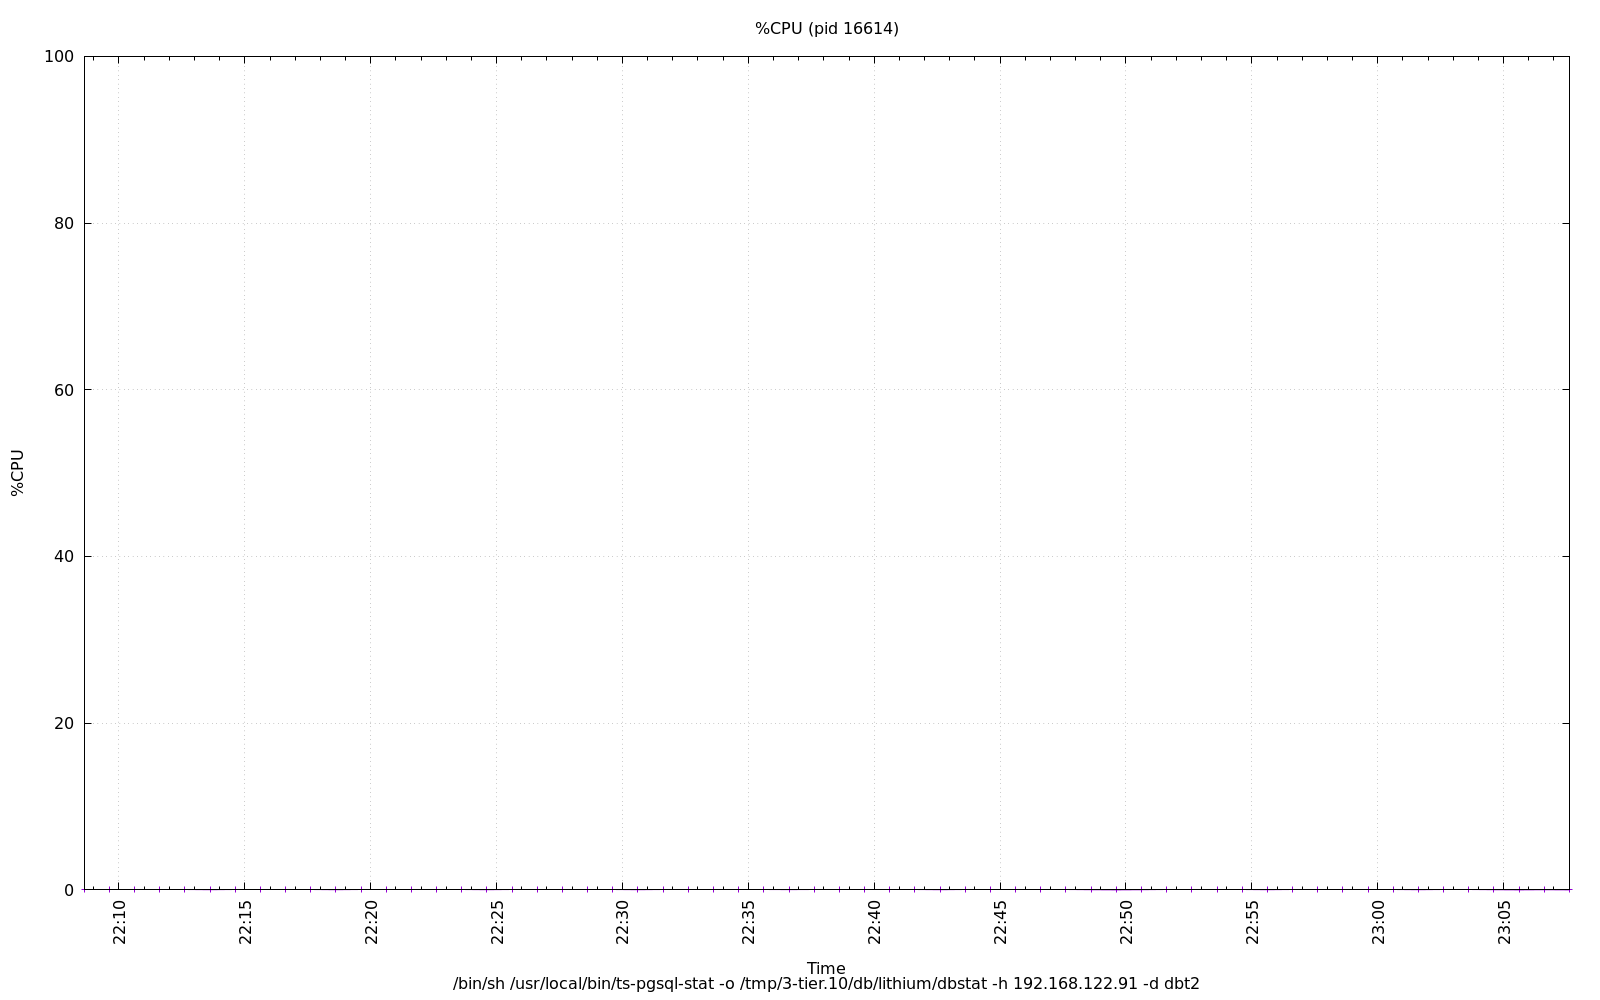 %CPU (pid 16614)
100
80
60
40
20
0
%CPU
22:10 22:15 22:20 22:25 22:30 22:35 22:40 22:45 22:50 22:55 23:00 23:05
Time
/bin/sh /usr/local/bin/ts-pgsql-stat -o /tmp/3-tier.10/db/lithium/dbstat -h 192.168.122.91 -d dbt2